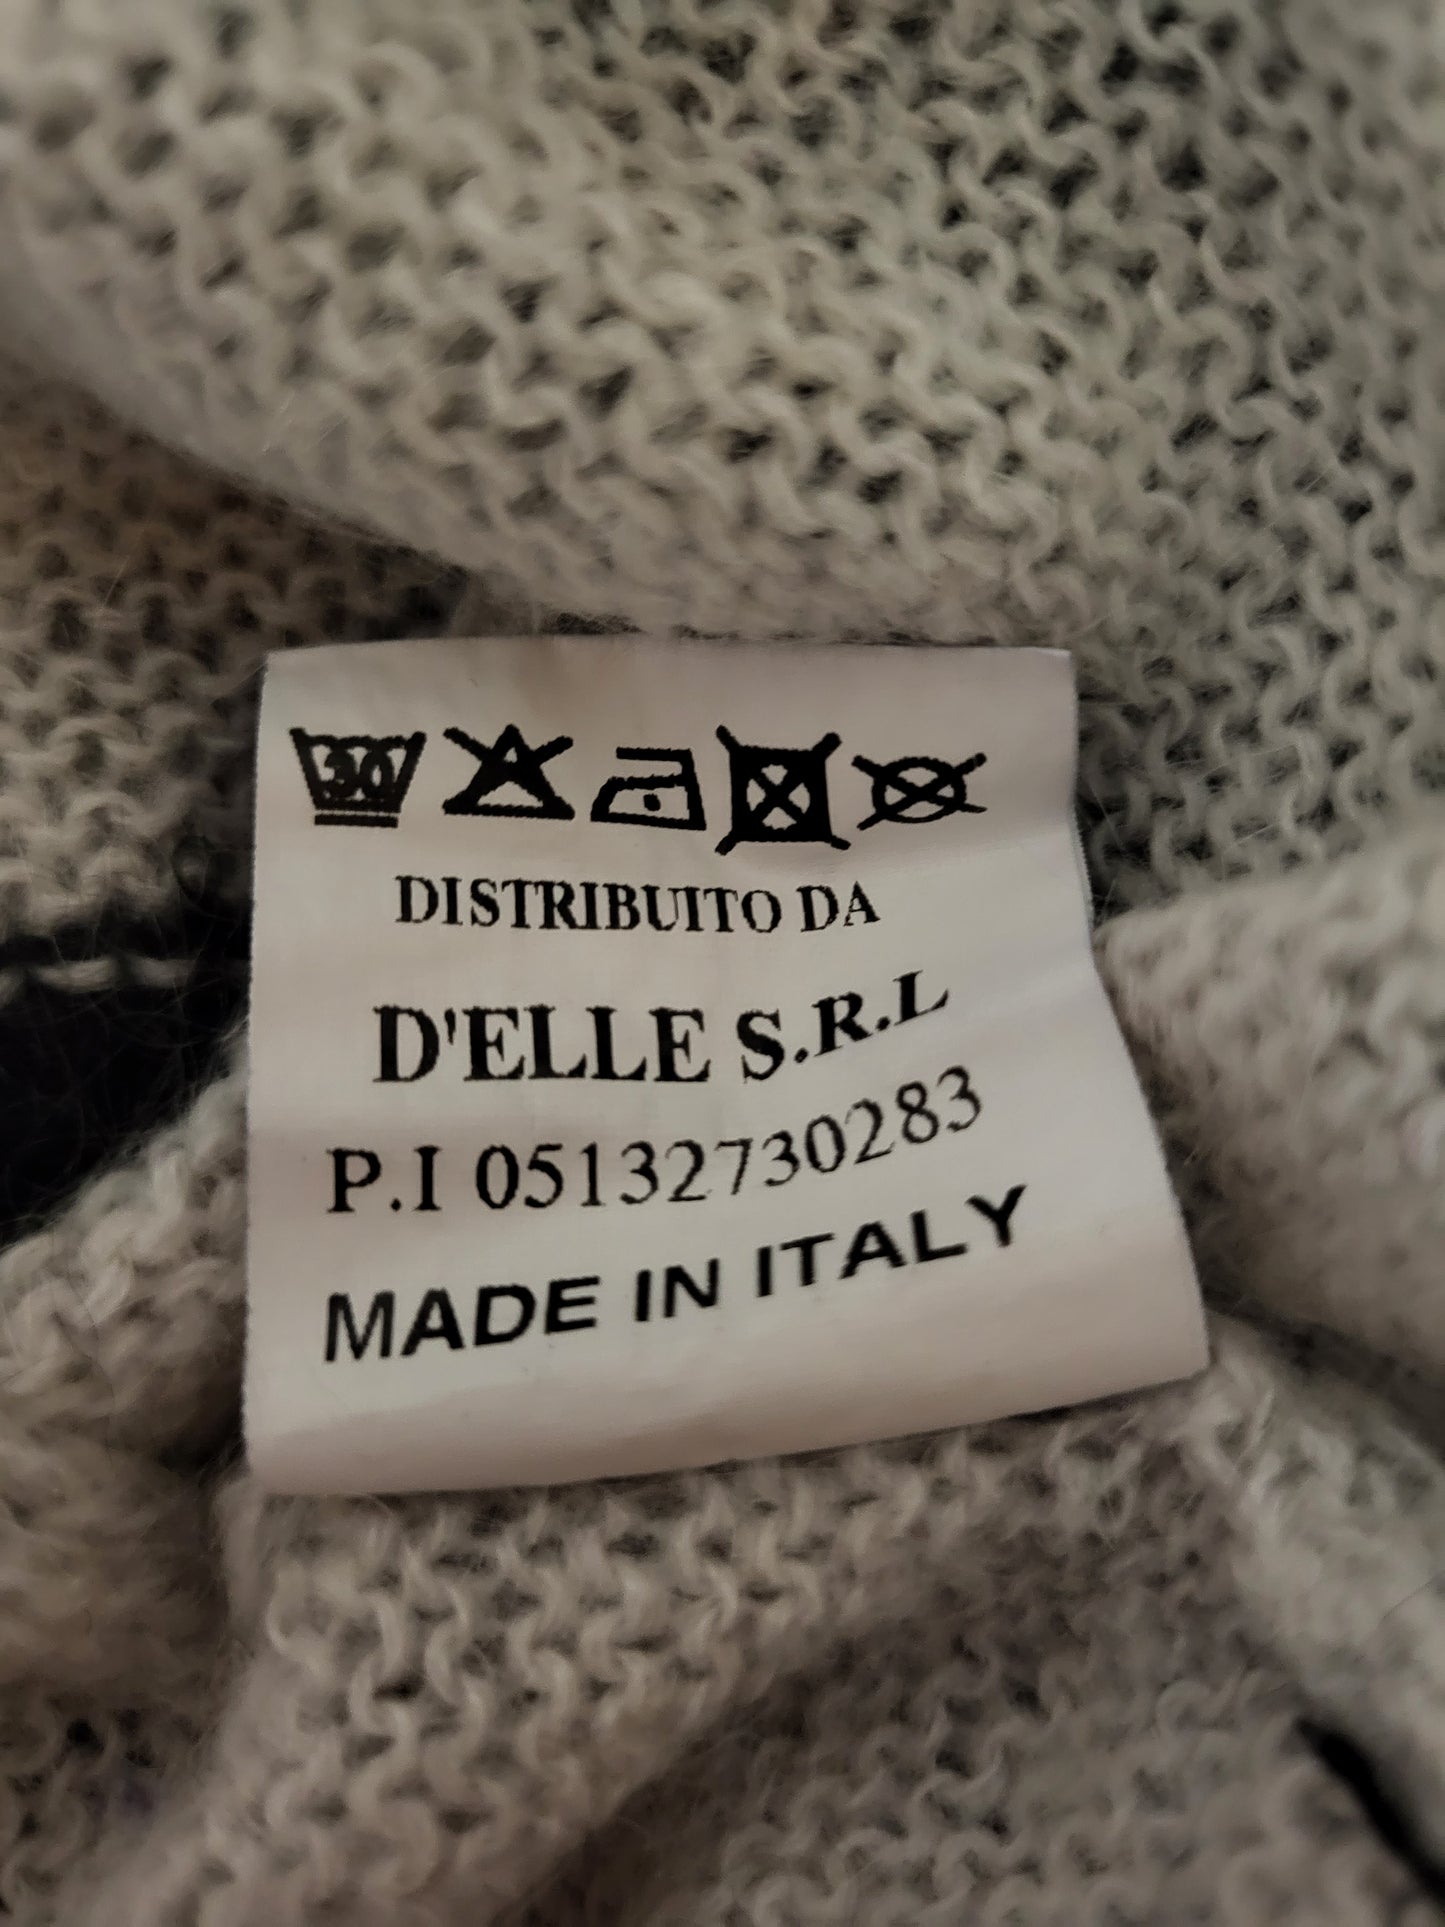 30
DISTRIBUITO DA
D'ELLE S.R.L
P.I 05132730283
MADE IN ITALY